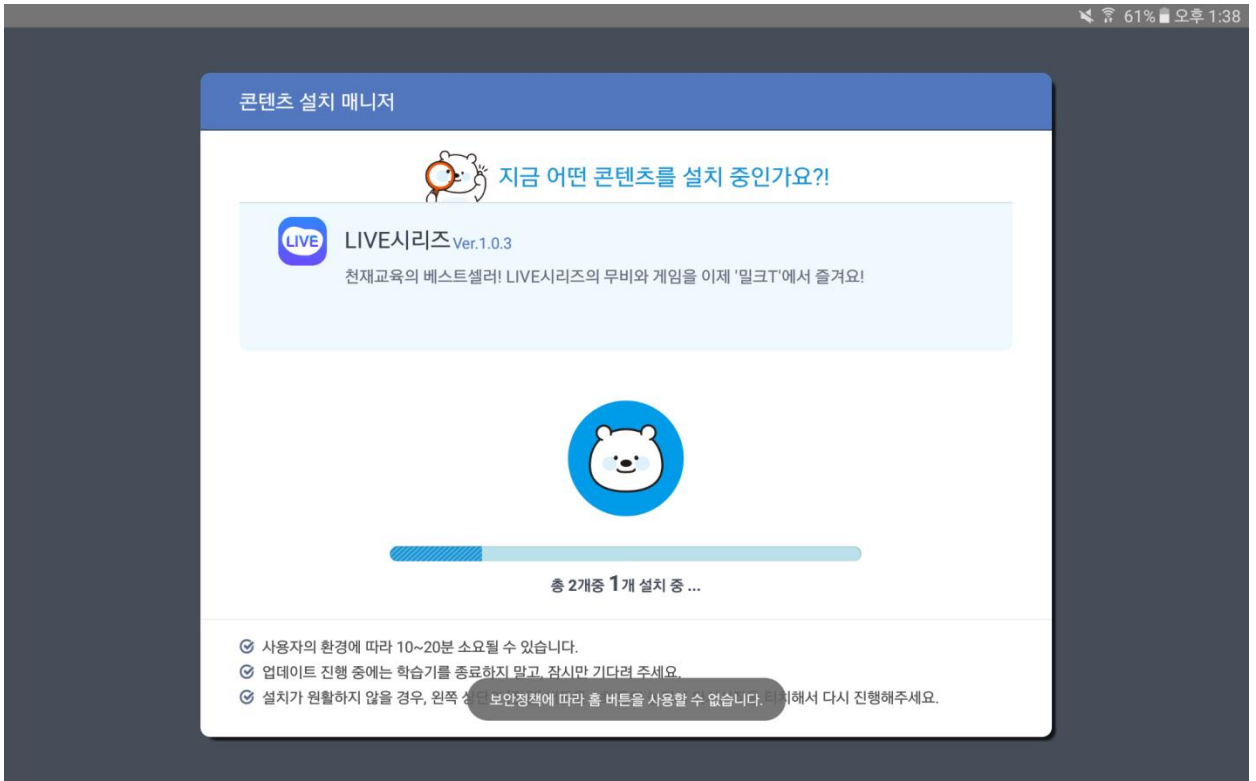 61% 오후 1:38
콘텐츠 설치 매니저
지금 어떤 콘텐츠를 설치 중인가요?!
LIVE
LIVE시리즈 Ver.1.0.3
천재교육의 베스트셀러! LIVE시리즈의 무비와 게임을 이제 '밀크T'에서 즐겨요!
총 2개중 1개 설치 중 ...
사용자의 환경에 따라 10~20분 소요될 수 있습니다.
업데이트 진행 중에는 학습기를 종료하지 말고, 잠시만 기다려 주세요.
설치가 원활하지 않을 경우, 왼쪽 해서 다시 진행해주세요.
보안정책에 따라 홈 버튼을 사용할 수 없습니다.